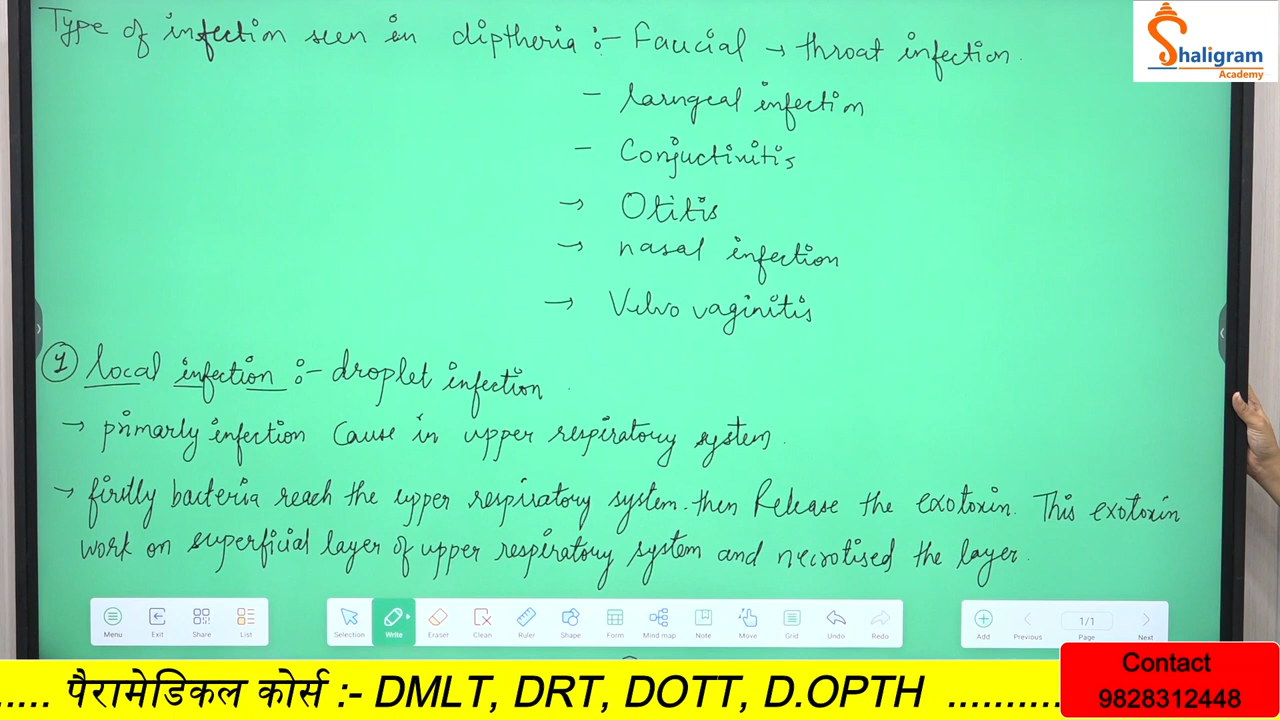 Type of infection seen in diptheria :- Faucial → throat infection.
- laryngeal infection
- Conjuctivitis
→ Otitis
→ nasal infection
→ Vulvo vaginitis
1 local infection :- droplet infection
→ primarly infection Cause in upper respiratory system.
→ firstly bacteria reach the upper respiratory system. then Release the exotoxin. This exotoxin
work on superficial layer of upper respiratory system and necrotised the layer.
Shaligram
Academy
Menu Exit Share List Selection Write Eraser Clean Ruler Shape Form Mind map Note Move Grid Undo Redo Add Previous 1/1 Page Next
..... पैरामेडिकल कोर्स :- DMLT, DRT, DOTT, D.OPTH ..........
Contact
9828312448